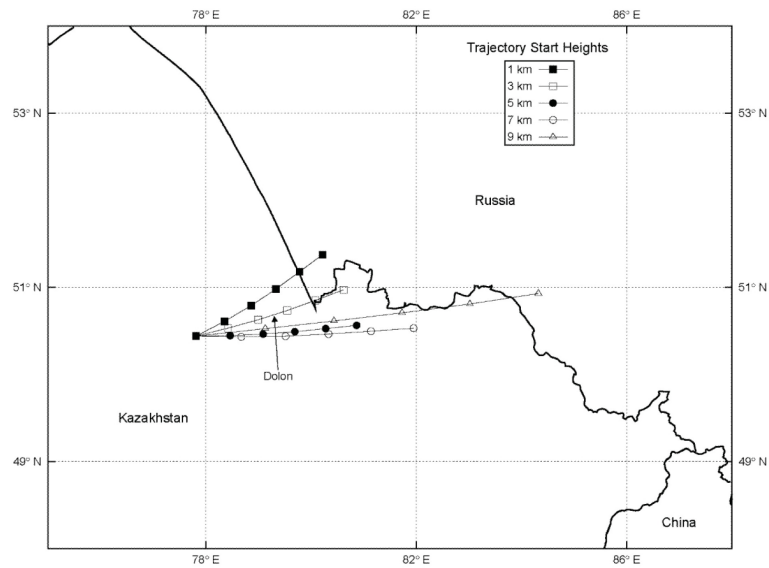 78° E 82° E 86° E
Trajectory Start Heights
1 km
3 km
5 km
7 km
9 km
53° N 53° N
Russia
51° N 51° N
Dolon
Kazakhstan
49° N 49° N
China
78° E 82° E 86° E